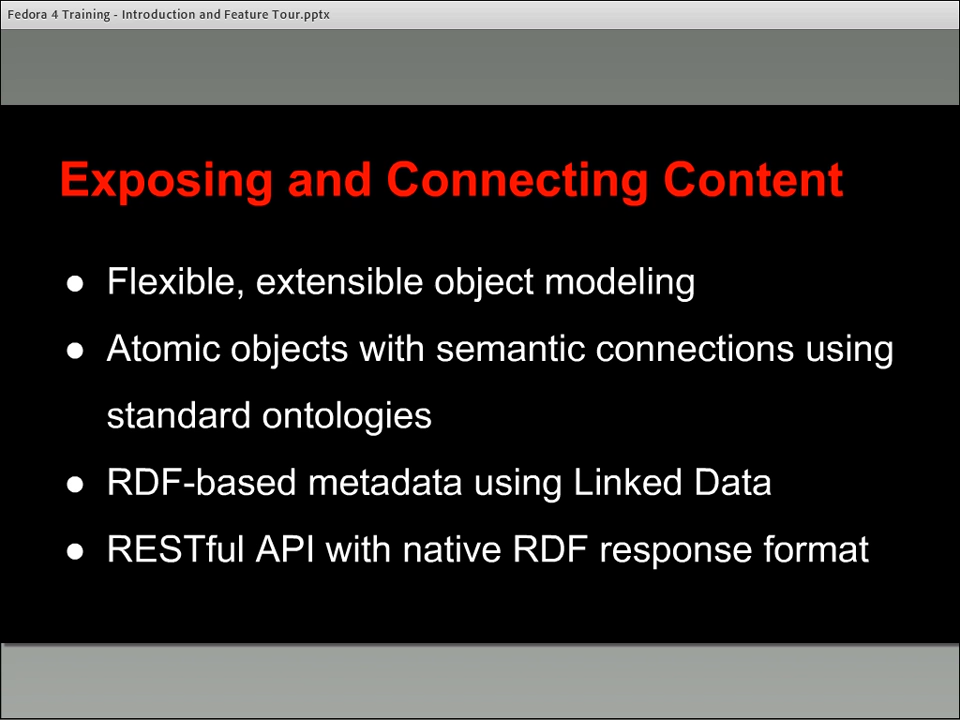 Fedora 4 Training - Introduction and Feature Tour.pptx
Exposing and Connecting Content
● Flexible, extensible object modeling
● Atomic objects with semantic connections using
standard ontologies
● RDF-based metadata using Linked Data
● RESTful API with native RDF response format